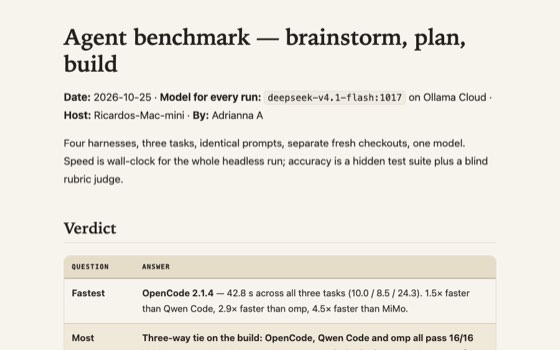 Agent benchmark — brainstorm, plan,
build
Date: 2026-10-25 · Model for every run: deepseek-v4.1-flash:1017 on Ollama Cloud ·
Host: Ricardos-Mac-mini · By: Adrianna A
Four harnesses, three tasks, identical prompts, separate fresh checkouts, one model.
Speed is wall-clock for the whole headless run; accuracy is a hidden test suite plus a blind
rubric judge.
Verdict
QUESTION ANSWER
Fastest OpenCode 2.1.4 — 42.8 s across all three tasks (10.0 / 8.5 / 24.3). 1.5× faster
than Qwen Code, 2.9× faster than omp, 4.5× faster than MiMo.
Most Three-way tie on the build: OpenCode, Qwen Code and omp all pass 16/16